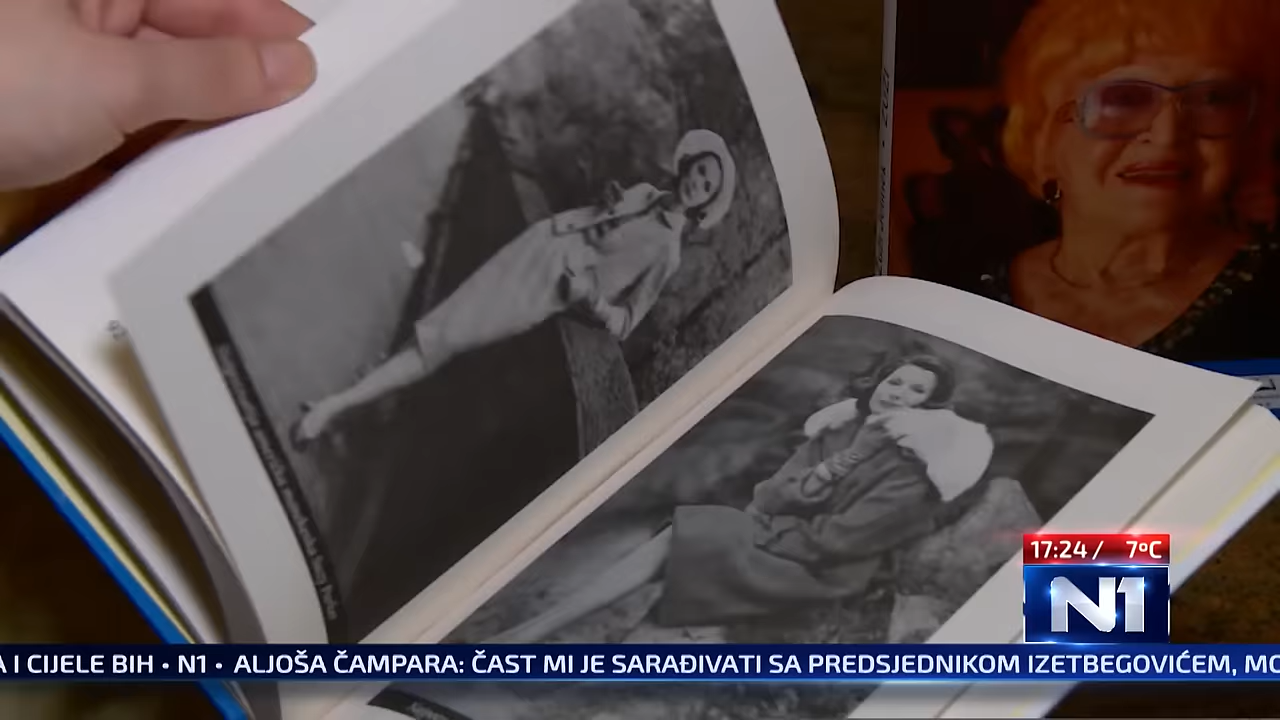 17:24 / 7°C
N1
A I CIJELE BIH • N1 • ALJOŠA ČAMPARA: ČAST MI JE SARAĐIVATI SA PREDSJEDNIKOM IZETBEGOVIĆEM, MO